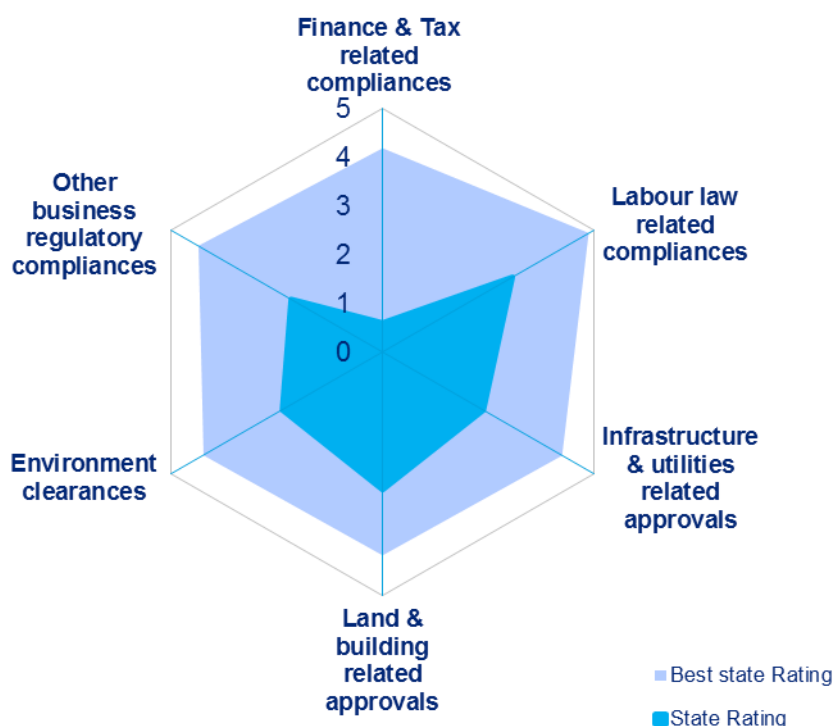 Finance & Tax
related
compliances
5
4
3
2
1
0
Other
business
regulatory
compliances
Labour law
related
compliances
Environment
clearances
Infrastructure
& utilities
related
approvals
Land &
building
related
approvals
Best state Rating
State Rating